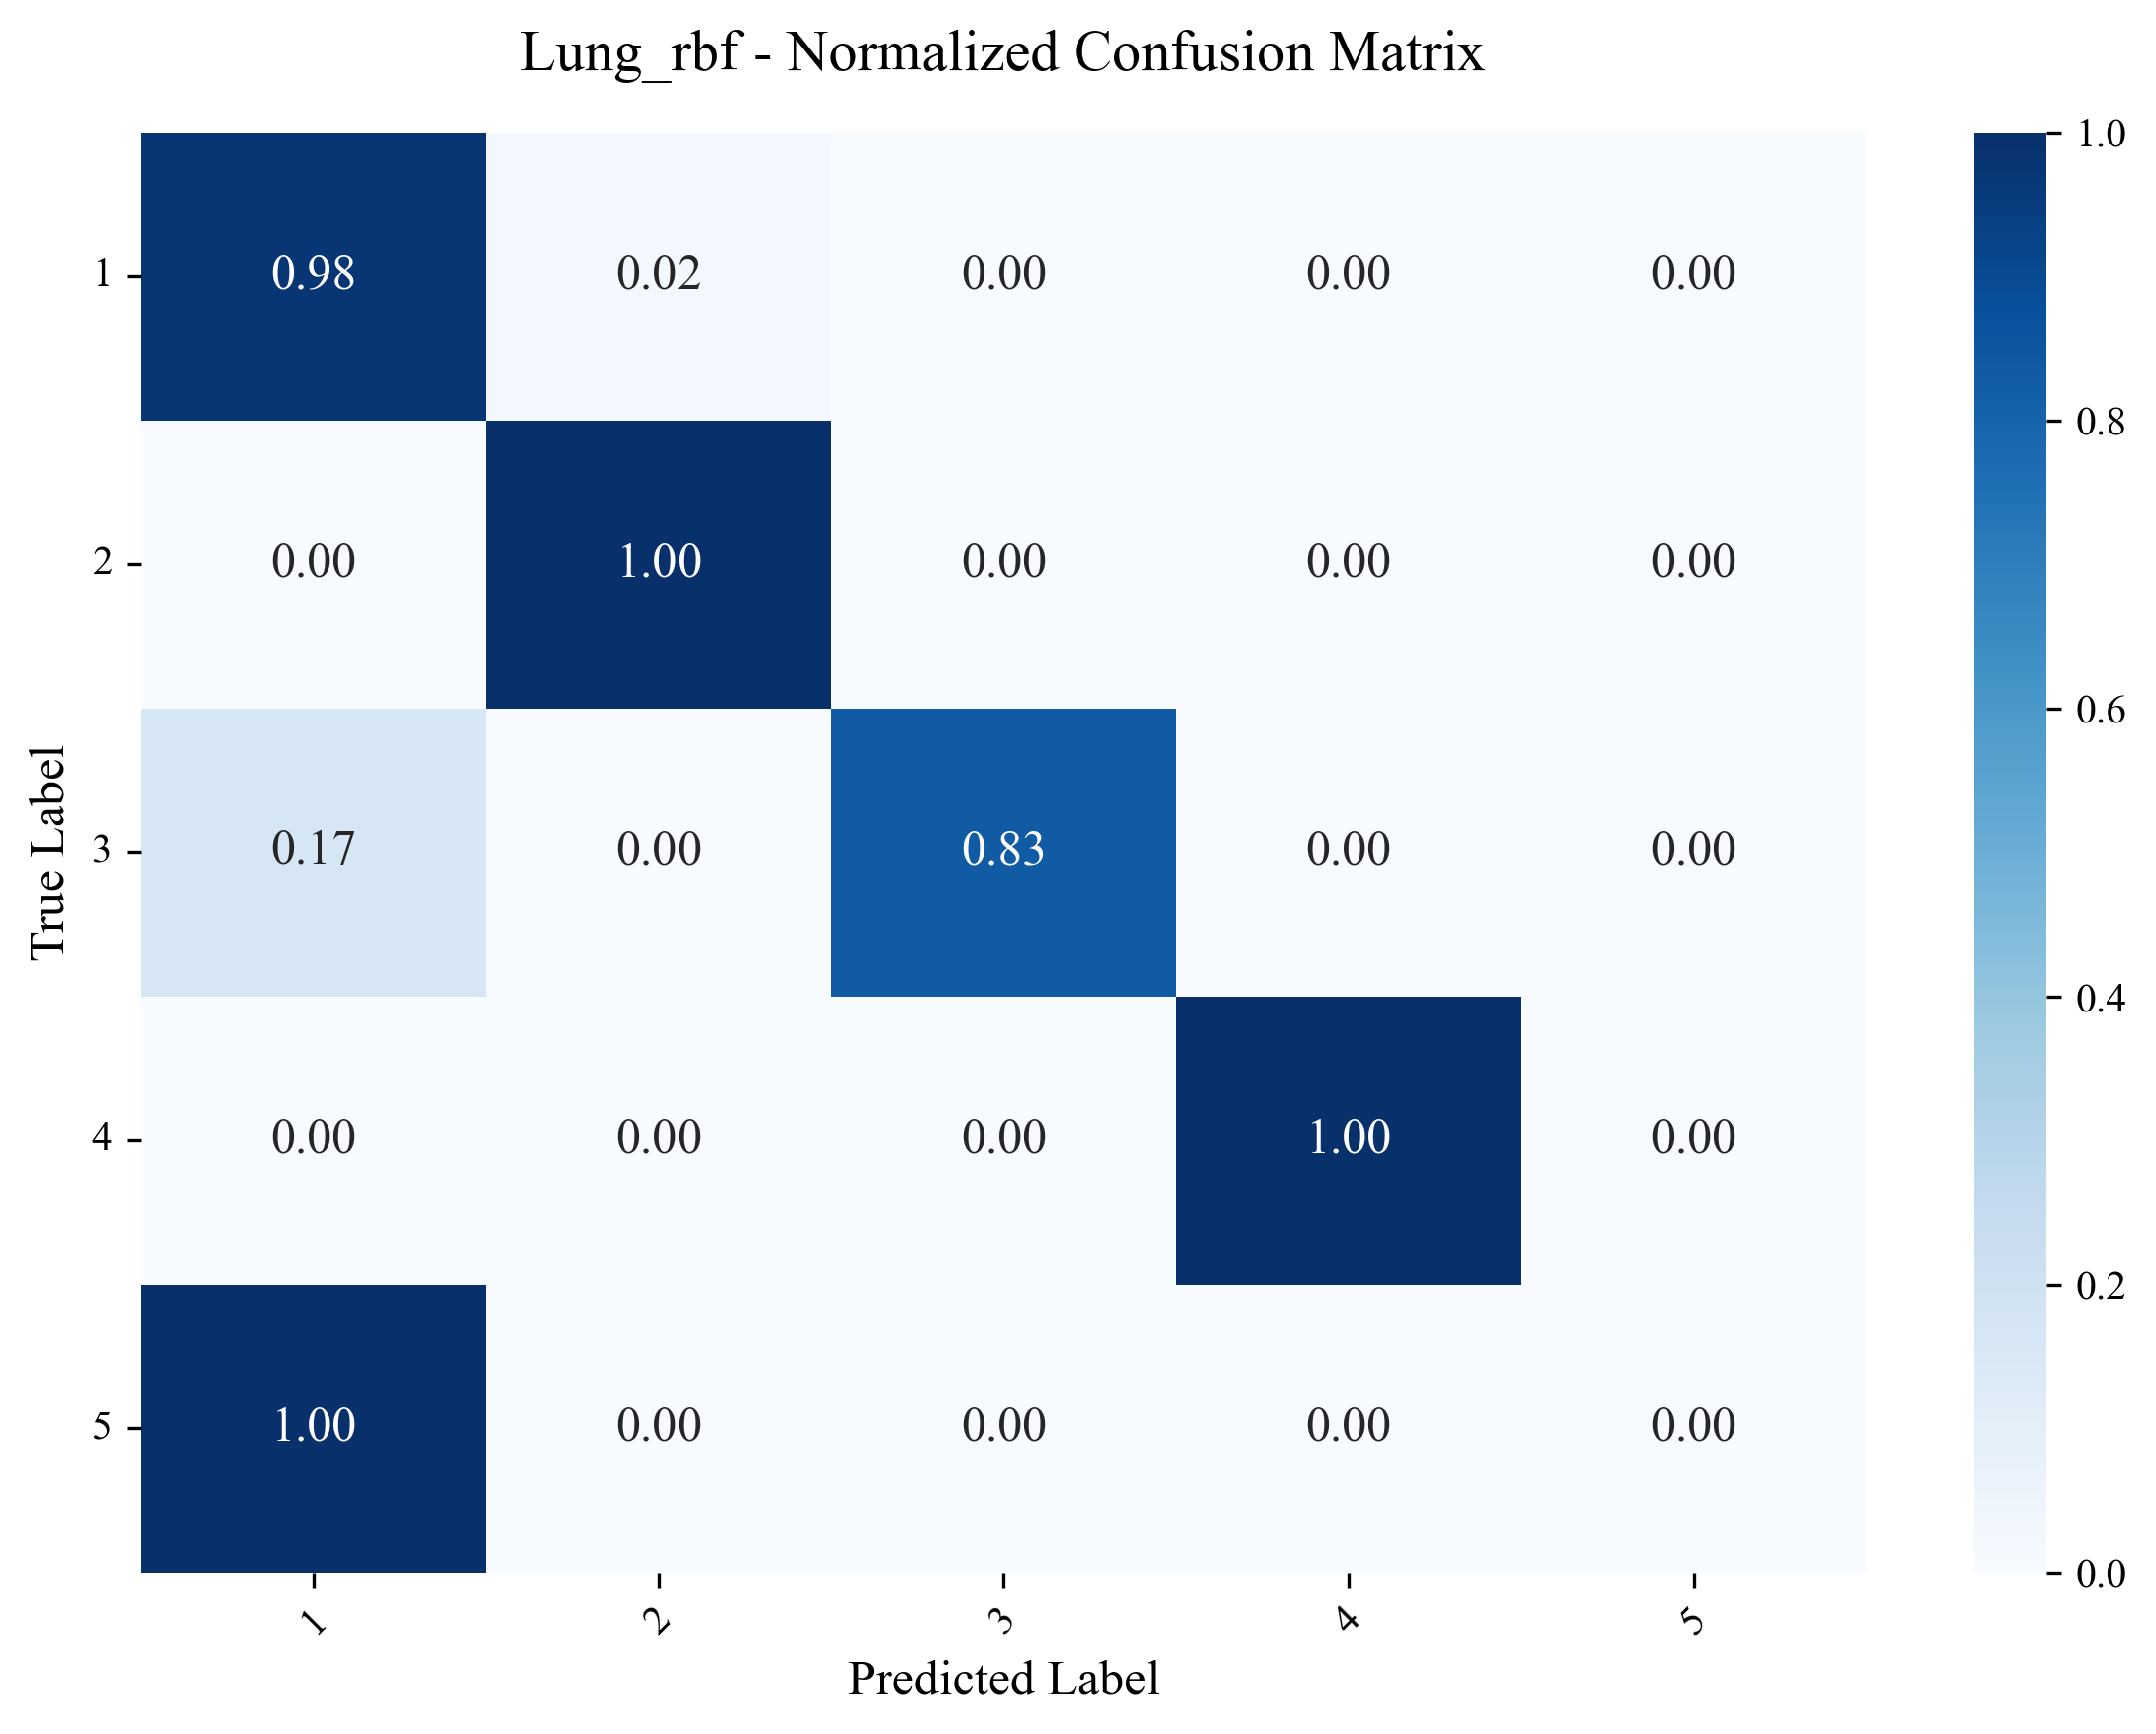 Lung_rbf - Normalized Confusion Matrix
1 0.98 0.02 0.00 0.00 0.00
2 0.00 1.00 0.00 0.00 0.00
3 0.17 0.00 0.83 0.00 0.00
4 0.00 0.00 0.00 1.00 0.00
5 1.00 0.00 0.00 0.00 0.00
1 2 3 4 5
True Label
Predicted Label
1.0
0.8
0.6
0.4
0.2
0.0